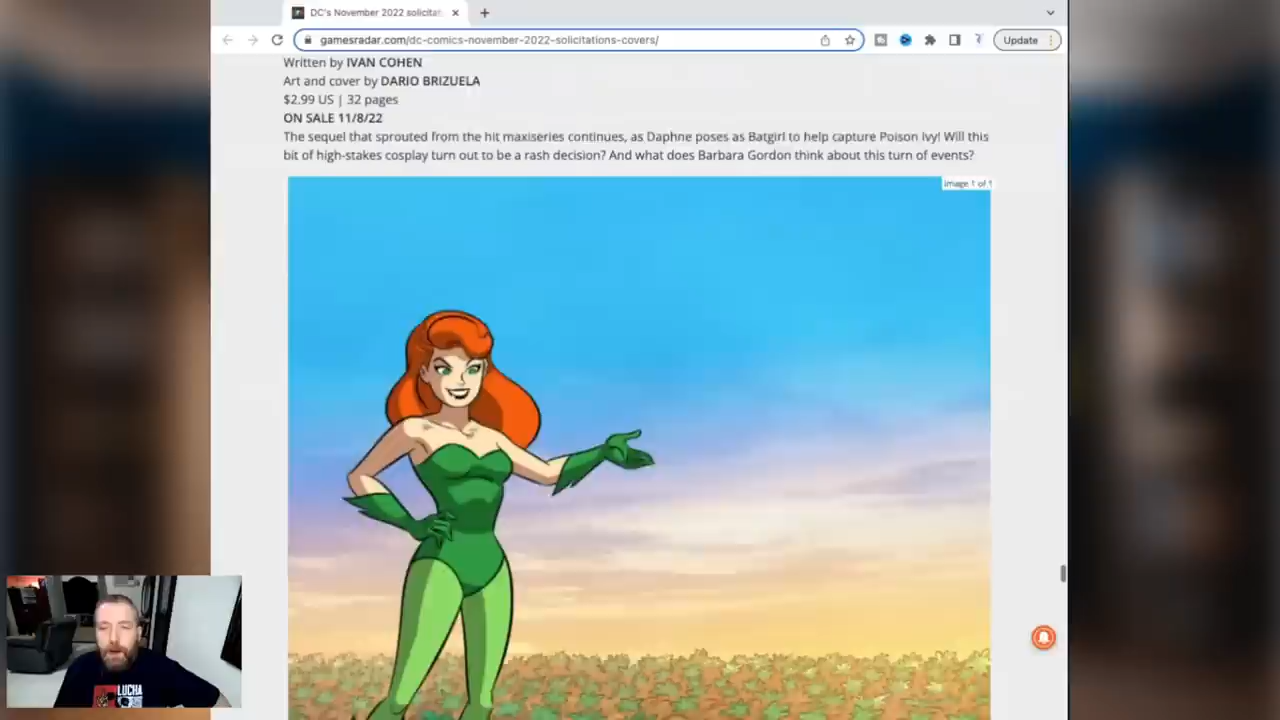 DC's November 2022 solicitat
gamesradar.com/dc-comics-november-2022-solicitations-covers/
Update
Written by IVAN COHEN
Art and cover by DARIO BRIZUELA
$2.99 US | 32 pages
ON SALE 11/8/22
The sequel that sprouted from the hit maxiseries continues, as Daphne poses as Batgirl to help capture Poison Ivy! Will this
bit of high-stakes cosplay turn out to be a rash decision? And what does Barbara Gordon think about this turn of events?
Image 1 of 1
LUCHA